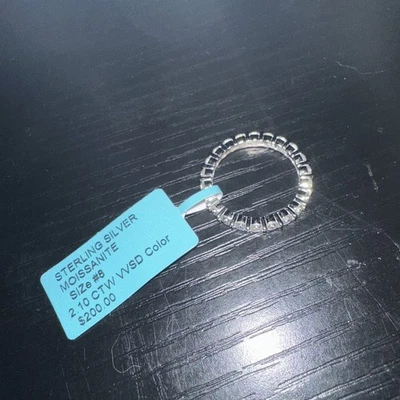 STERLING SILVER
MOISSANITE
SIZe #8
2.10 CTW VVSD Color
$200.00